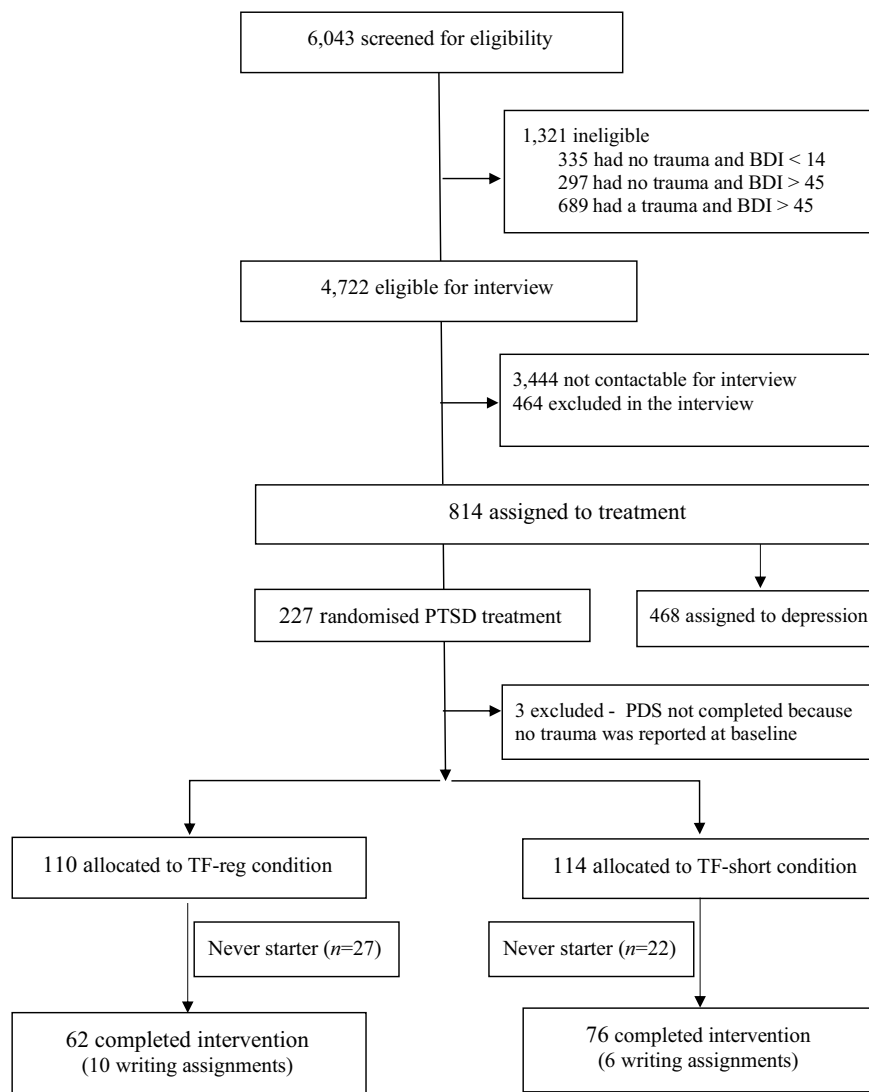 6,043 screened for eligibility
1,321 ineligible
335 had no trauma and BDI < 14
297 had no trauma and BDI > 45
689 had a trauma and BDI > 45
4,722 eligible for interview
3,444 not contactable for interview
464 excluded in the interview
814 assigned to treatment
227 randomised PTSD treatment
468 assigned to depression
3 excluded - PDS not completed because
no trauma was reported at baseline
110 allocated to TF-reg condition
114 allocated to TF-short condition
Never starter (n=27)
Never starter (n=22)
62 completed intervention
(10 writing assignments)
76 completed intervention
(6 writing assignments)